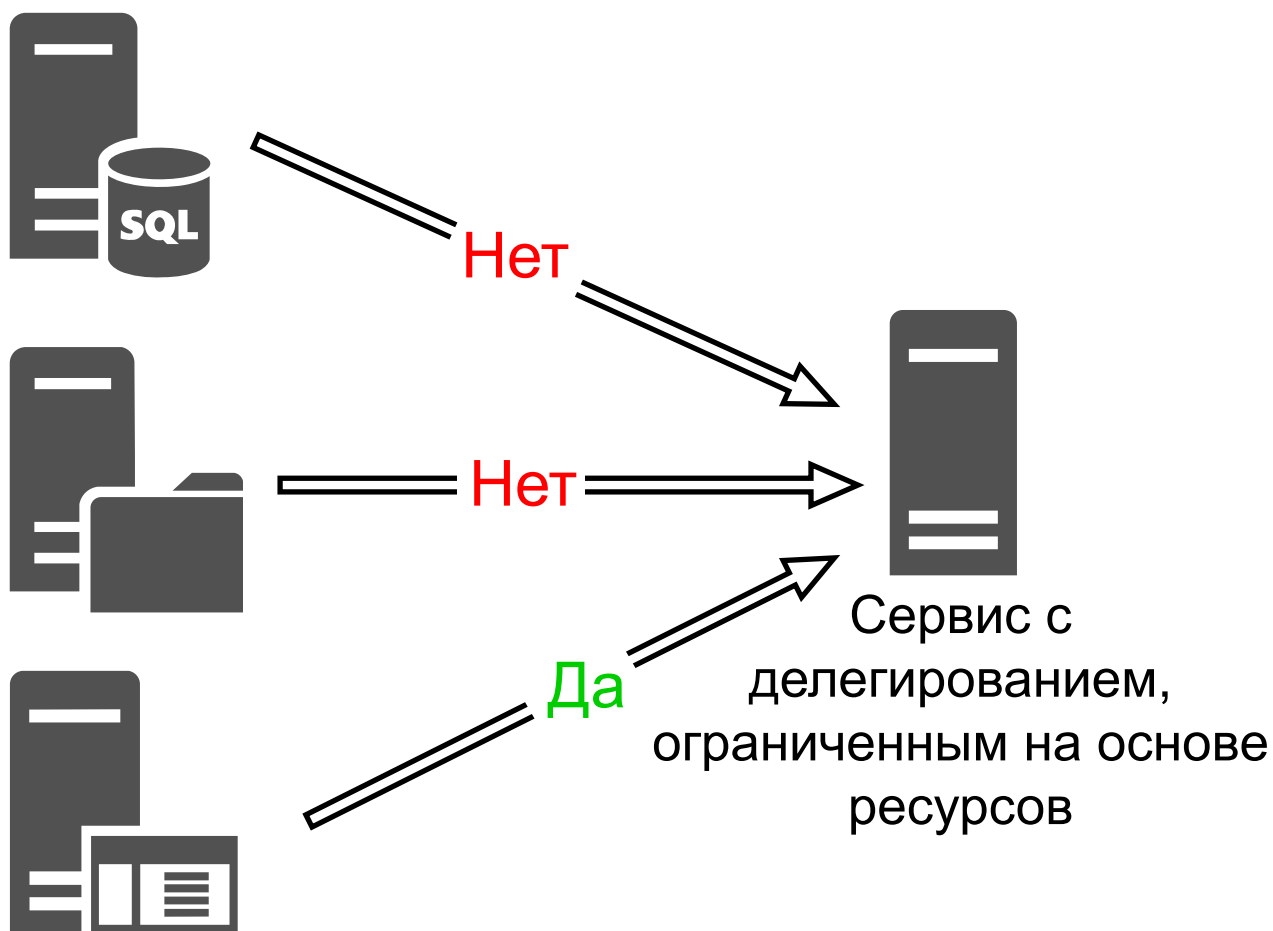 SQL
Нет
Нет
Да
Сервис с
делегированием,
ограниченным на основе
ресурсов